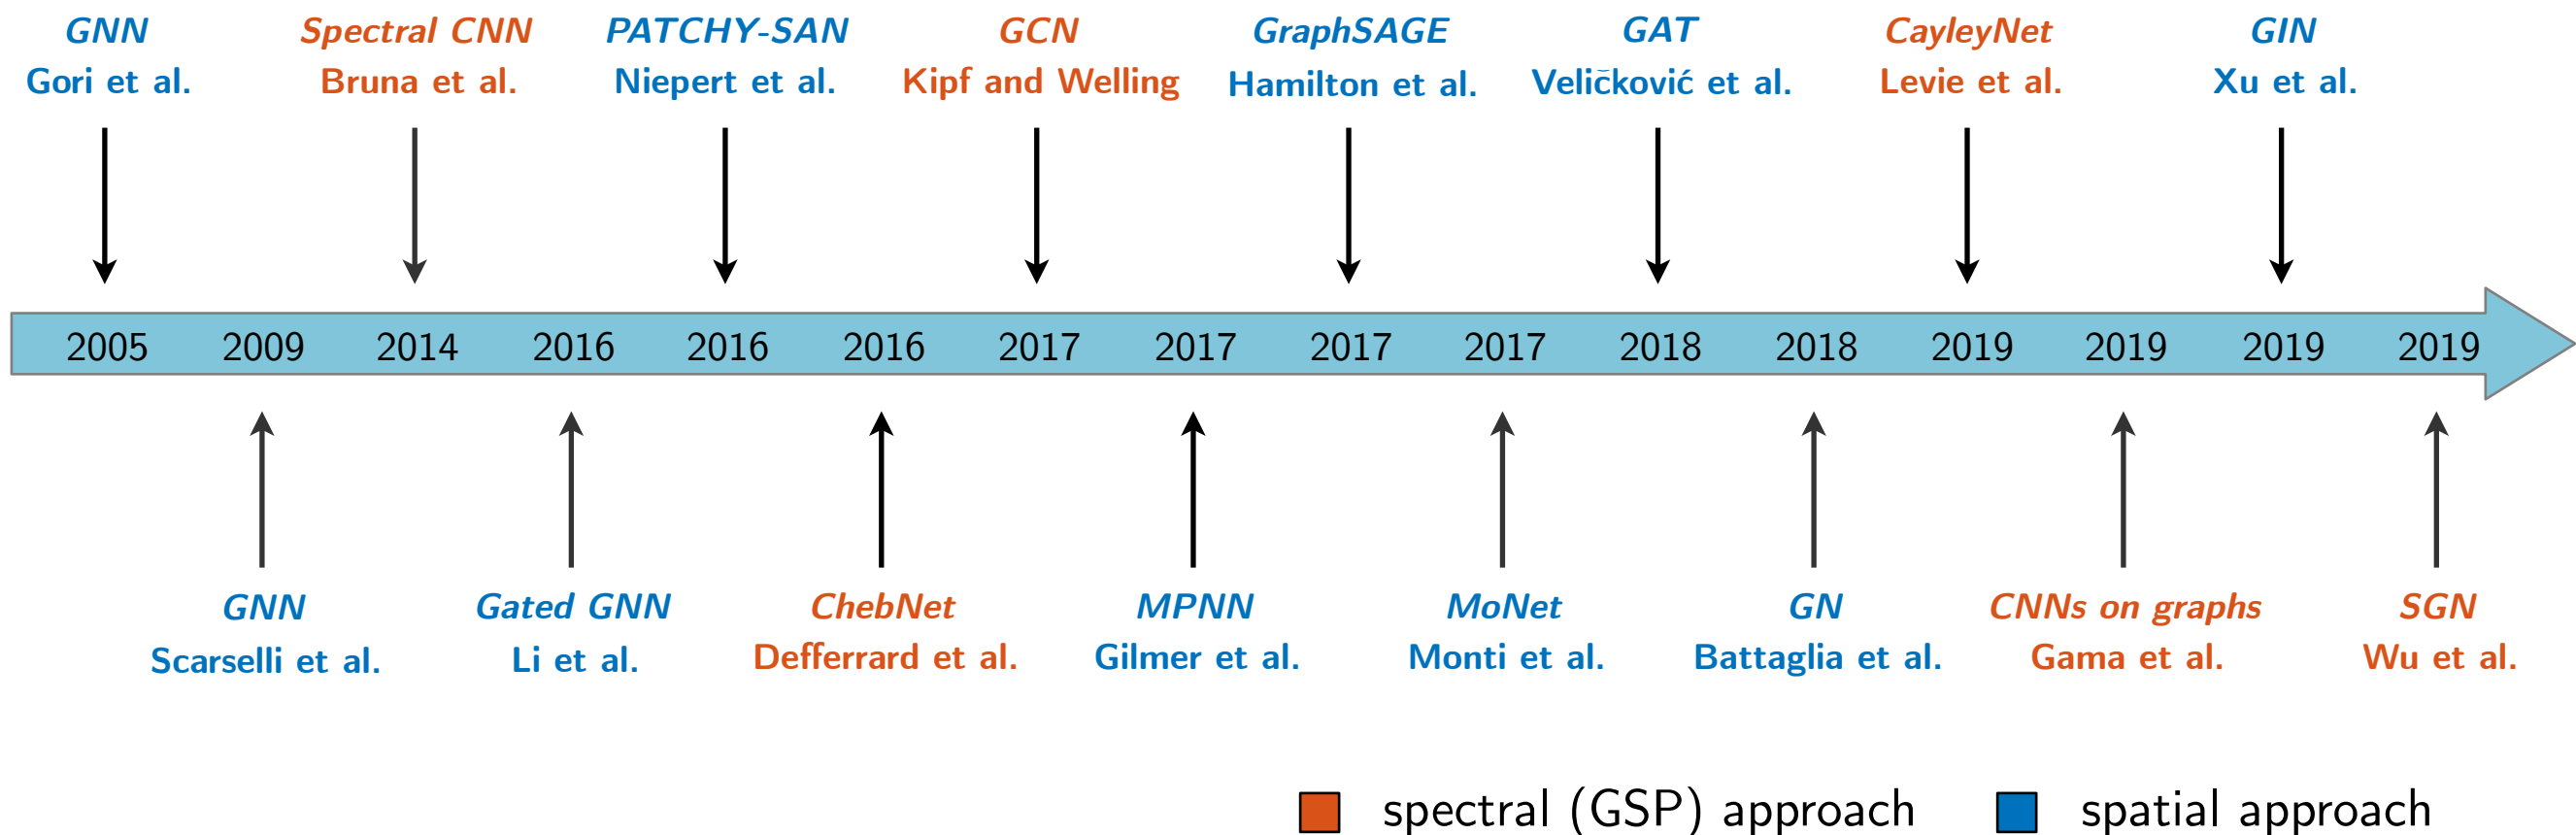 GNN
Gori et al.
Spectral CNN
Bruna et al.
PATCHY-SAN
Niepert et al.
GCN
Kipf and Welling
GraphSAGE
Hamilton et al.
GAT
Veličković et al.
CayleyNet
Levie et al.
GIN
Xu et al.
2005 2009 2014 2016 2016 2016 2017 2017 2017 2017 2018 2018 2019 2019 2019 2019
GNN
Scarselli et al.
Gated GNN
Li et al.
ChebNet
Defferrard et al.
MPNN
Gilmer et al.
MoNet
Monti et al.
GN
Battaglia et al.
CNNs on graphs
Gama et al.
SGN
Wu et al.
spectral (GSP) approach
spatial approach